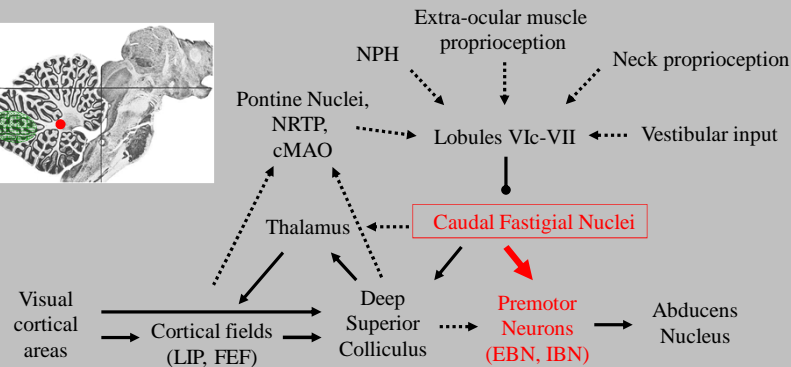 Extra-ocular muscle
proprioception
NPH
Neck proprioception
Pontine Nuclei,
NRTP,
cMAO
Lobules VIc-VII
Vestibular input
Caudal Fastigial Nuclei
Thalamus
Visual
cortical
areas
Cortical fields
(LIP, FEF)
Deep
Superior
Colliculus
Premotor
Neurons
(EBN, IBN)
Abducens
Nucleus